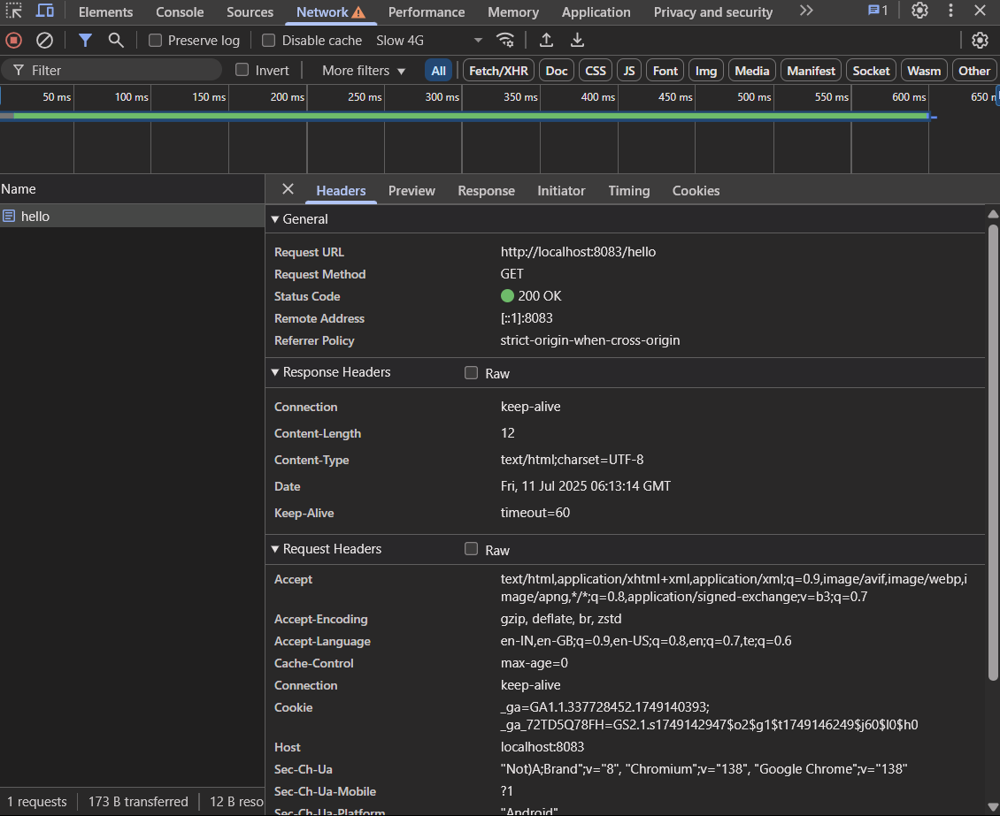 Elements Console Sources Network Performance Memory Application Privacy and security 1
Preserve log Disable cache Slow 4G
Filter Invert More filters All Fetch/XHR Doc CSS JS Font Img Media Manifest Socket Wasm Other
50 ms 100 ms 150 ms 200 ms 250 ms 300 ms 350 ms 400 ms 450 ms 500 ms 550 ms 600 ms 650 m
Name
hello
Headers Preview Response Initiator Timing Cookies
General
Request URL http://localhost:8083/hello
Request Method GET
Status Code 200 OK
Remote Address [::1]:8083
Referrer Policy strict-origin-when-cross-origin
Response Headers Raw
Connection keep-alive
Content-Length 12
Content-Type text/html;charset=UTF-8
Date Fri, 11 Jul 2025 06:13:14 GMT
Keep-Alive timeout=60
Request Headers Raw
Accept text/html,application/xhtml+xml,application/xml;q=0.9,image/avif,image/webp,i
mage/apng,*/*;q=0.8,application/signed-exchange;v=b3;q=0.7
Accept-Encoding gzip, deflate, br, zstd
Accept-Language en-IN,en-GB;q=0.9,en-US;q=0.8,en;q=0.7,te;q=0.6
Cache-Control max-age=0
Connection keep-alive
Cookie _ga=GA1.1.337728452.1749140393;
_ga_72TD5Q78FH=GS2.1.s1749142947$o2$g1$t1749146249$j60$l0$h0
Host localhost:8083
Sec-Ch-Ua "Not)A;Brand";v="8", "Chromium";v="138", "Google Chrome";v="138"
Sec-Ch-Ua-Mobile ?1
Sec-Ch-Ua-Platform "Android"
1 requests 173 B transferred 12 B reso